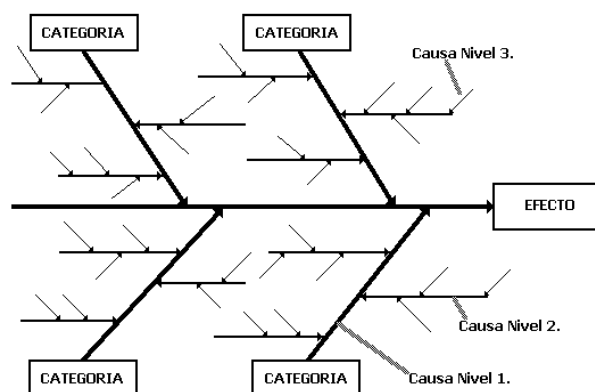 CATEGORIA
CATEGORIA
Causa Nivel 3.
EFECTO
Causa Nivel 2.
CATEGORIA
CATEGORIA
Causa Nivel 1.